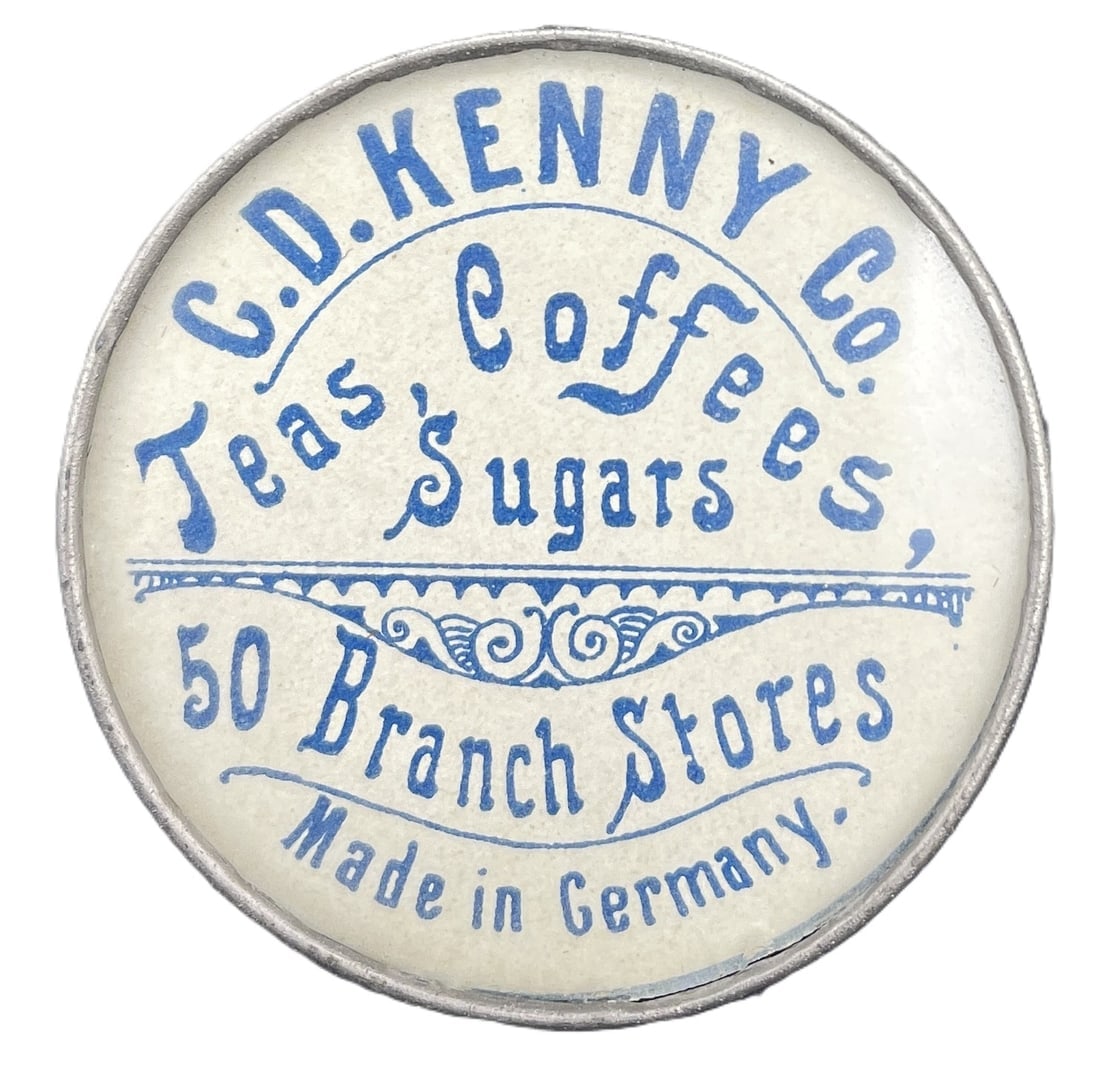 C.D. KENNY Co.
Teas, Coffees,
Sugars
50 Branch Stores
Made in Germany.